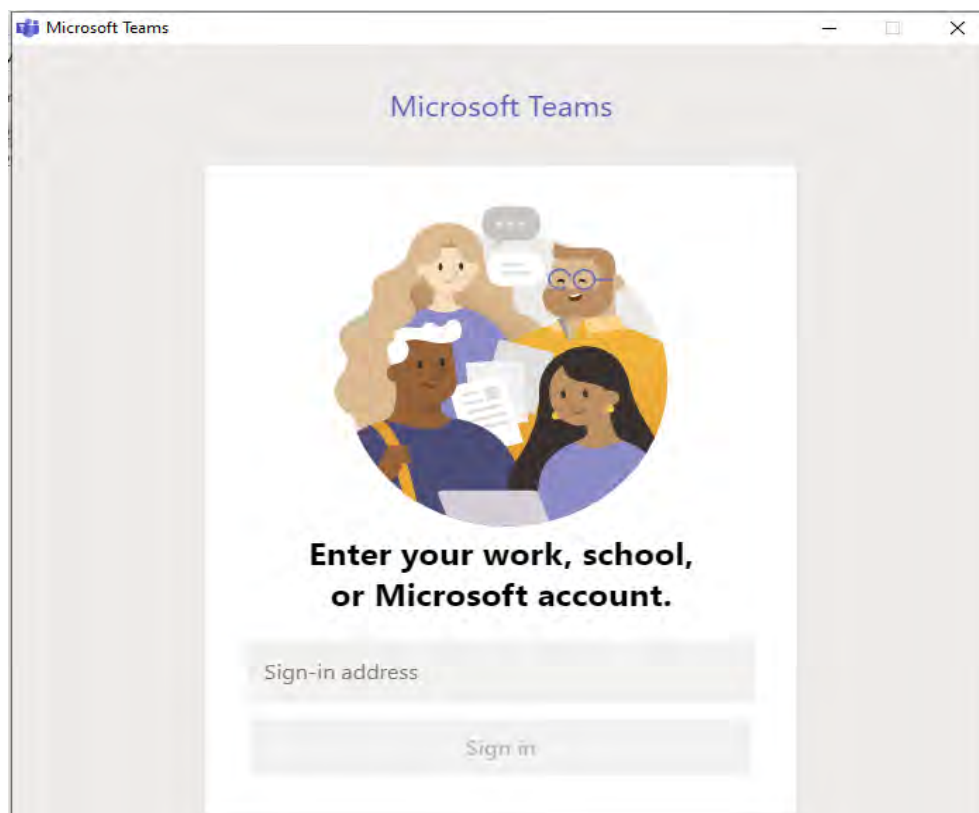 Microsoft Teams
Microsoft Teams
Enter your work, school,
or Microsoft account.
Sign-in address
Sign in